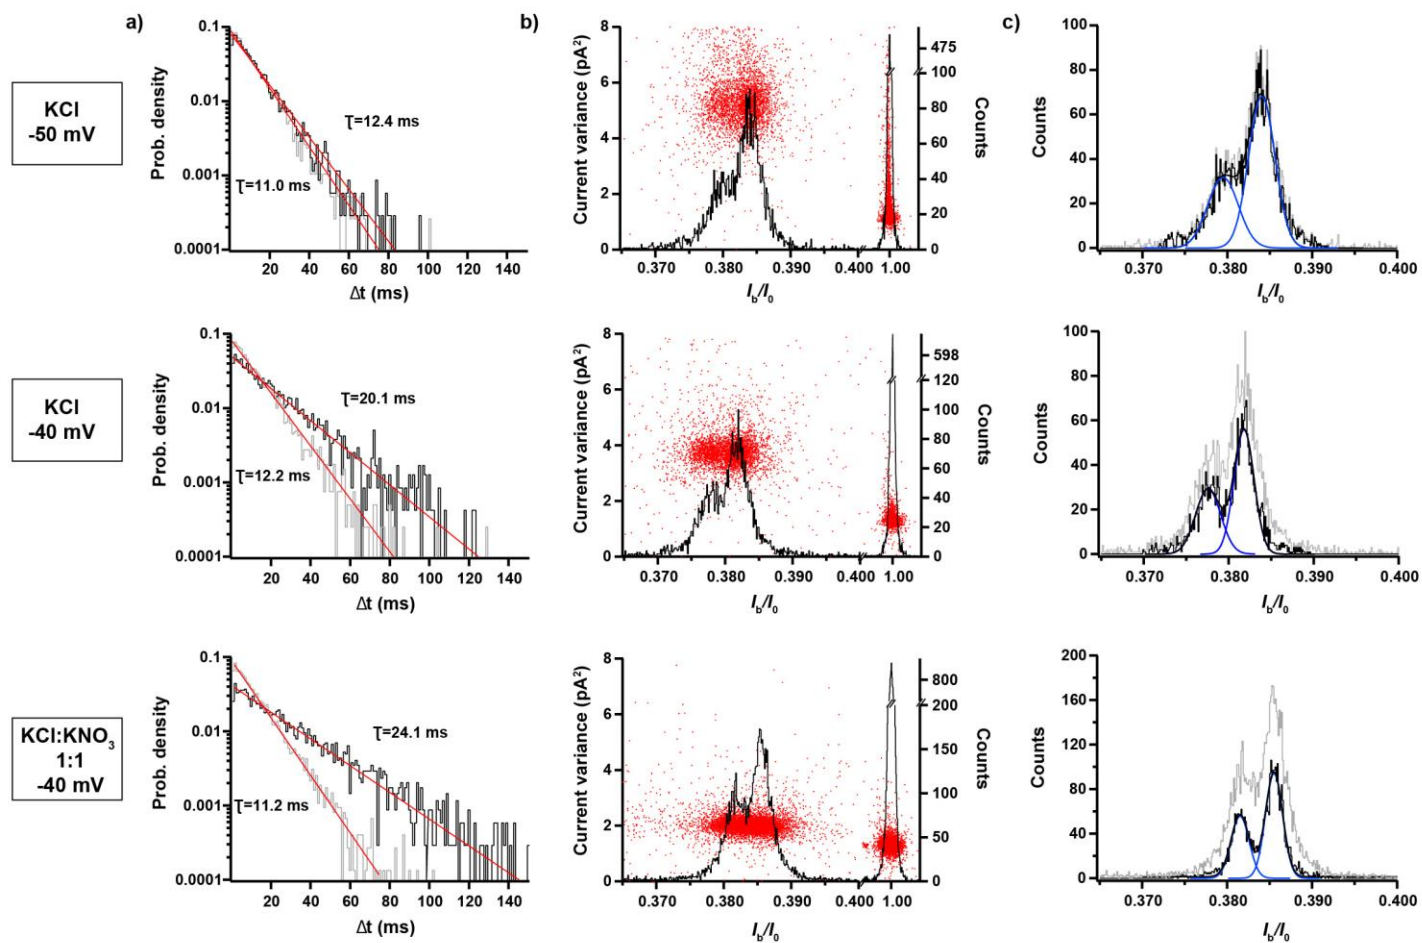 a)
b)
c)
KCl
-50 mV
Prob. density
0.1
0.01
0.001
0.0001
τ=12.4 ms
τ=11.0 ms
20 40 60 80 100 120 140
Δt (ms)
Current variance (pA²)
8
6
4
2
0
475
100
80
60
40
20
0
Counts
0.370 0.380 0.390 0.400 1.00
Ib/I0
Counts
100
80
60
40
20
0
0.370 0.380 0.390 0.400
Ib/I0
KCl
-40 mV
Prob. density
0.1
0.01
0.001
0.0001
τ=20.1 ms
τ=12.2 ms
20 40 60 80 100 120 140
Δt (ms)
Current variance (pA²)
8
6
4
2
0
598
120
100
80
60
40
20
0
Counts
0.370 0.380 0.390 0.400 1.00
Ib/I0
Counts
100
80
60
40
20
0
0.370 0.380 0.390 0.400
Ib/I0
KCl:KNO₃
1:1
-40 mV
Prob. density
0.1
0.01
0.001
0.0001
τ=24.1 ms
τ=11.2 ms
20 40 60 80 100 120 140
Δt (ms)
Current variance (pA²)
8
6
4
2
0
800
200
150
100
50
0
Counts
0.370 0.380 0.390 0.400 1.00
Ib/I0
Counts
200
160
120
80
40
0
0.370 0.380 0.390 0.400
Ib/I0